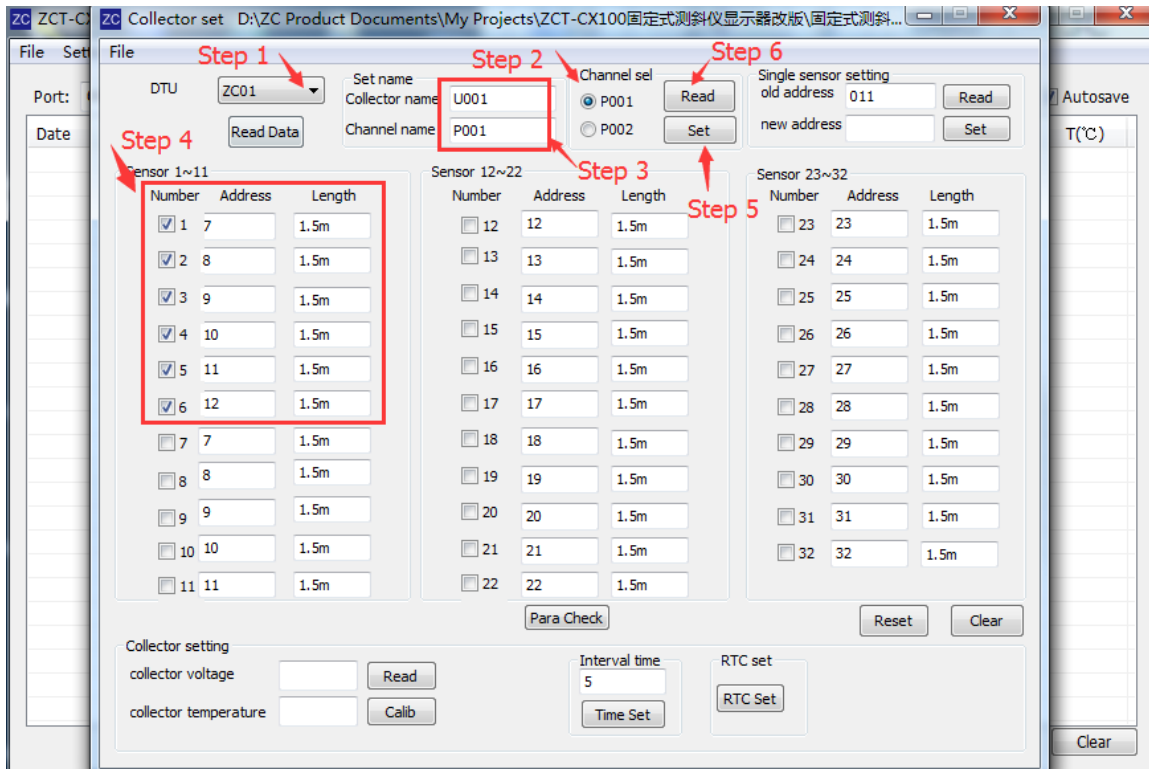 ZC ZCT-CX
ZC Collector set D:\ZC Product Documents\My Projects\ZCT-CX100固定式测斜仪显示器改版\固定式测斜...
File Set
File
Step 1
Step 2
Step 6
Port:
DTU
ZC01
Read Data
Set name
Collector name U001
Channel name P001
Channel sel
P001
P002
Read
Set
Single sensor setting
old address 011 Read
new address Set
Autosave
Date
T(℃)
Step 4
Step 3
Step 5
Sensor 1~11
Number Address Length
1 7 1.5m
2 8 1.5m
3 9 1.5m
4 10 1.5m
5 11 1.5m
6 12 1.5m
7 7 1.5m
8 8 1.5m
9 9 1.5m
10 10 1.5m
11 11 1.5m
Sensor 12~22
Number Address Length
12 12 1.5m
13 13 1.5m
14 14 1.5m
15 15 1.5m
16 16 1.5m
17 17 1.5m
18 18 1.5m
19 19 1.5m
20 20 1.5m
21 21 1.5m
22 22 1.5m
Sensor 23~32
Number Address Length
23 23 1.5m
24 24 1.5m
25 25 1.5m
26 26 1.5m
27 27 1.5m
28 28 1.5m
29 29 1.5m
30 30 1.5m
31 31 1.5m
32 32 1.5m
Para Check
Reset
Clear
Collector setting
collector voltage Read
collector temperature Calib
Interval time
5
Time Set
RTC set
RTC Set
Clear